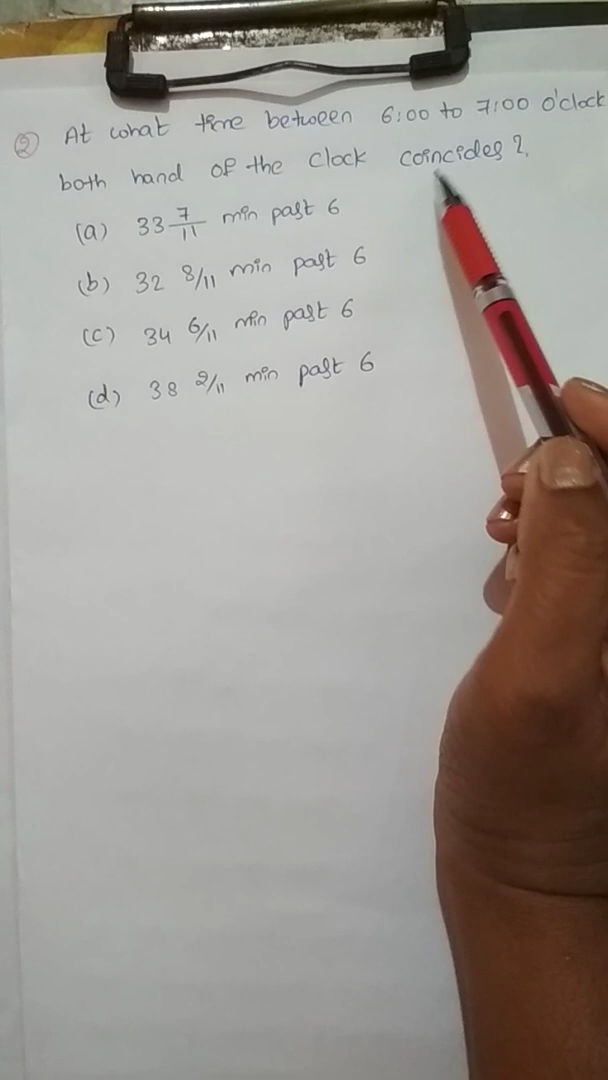 ② At what time between 6:00 to 7:00 O'clock
both hand of the clock coincides?
(a) 33 7/11 min past 6
(b) 32 8/11 min past 6
(c) 34 6/11 min past 6
(d) 38 2/11 min past 6